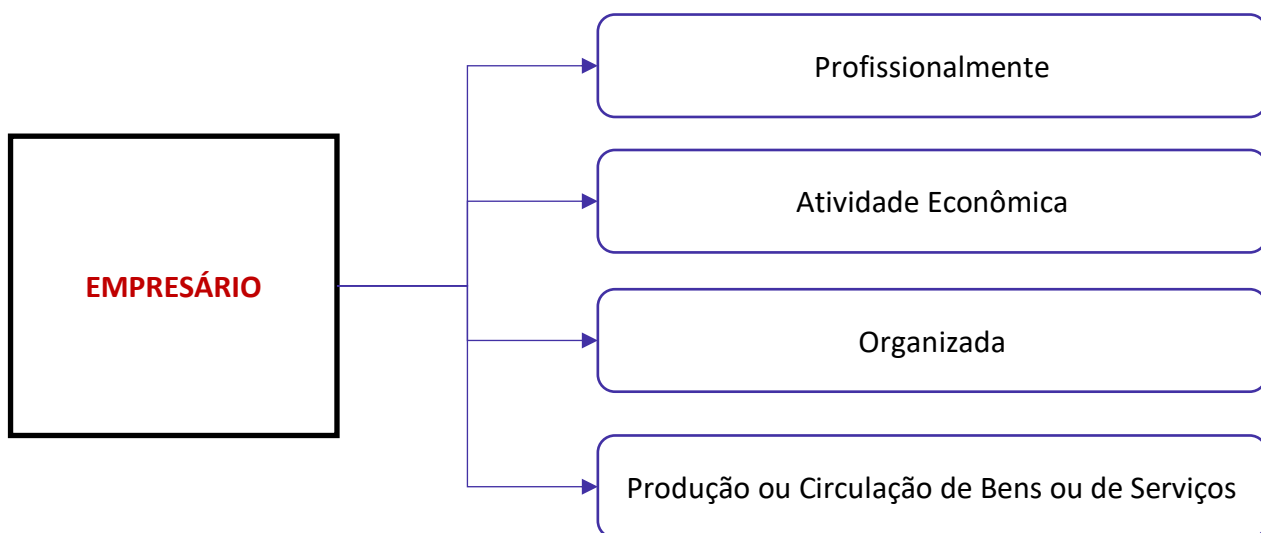 EMPRESÁRIO
Profissionalmente
Atividade Econômica
Organizada
Produção ou Circulação de Bens ou de Serviços